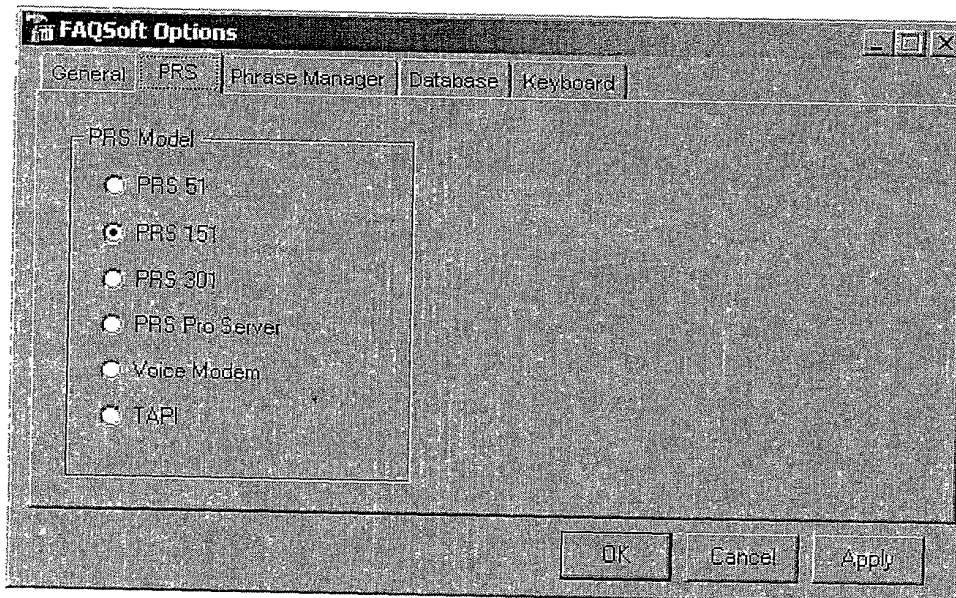 FAQSoft Options
General PRS Phrase Manager Database Keyboard
PRS Model
PRS 51
PRS 151
PRS 301
PRS Pro Server
Voice Modem
TAPI
OK Cancel Apply